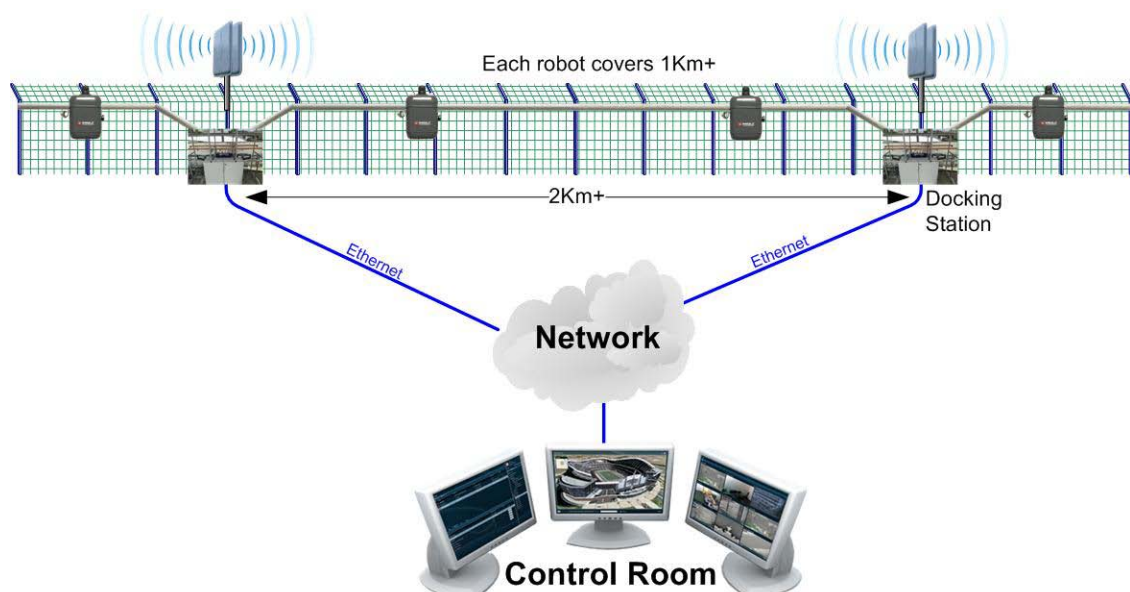 Each robot covers 1Km+
2Km+
Docking
Station
Ethernet
Ethernet
Network
Control Room